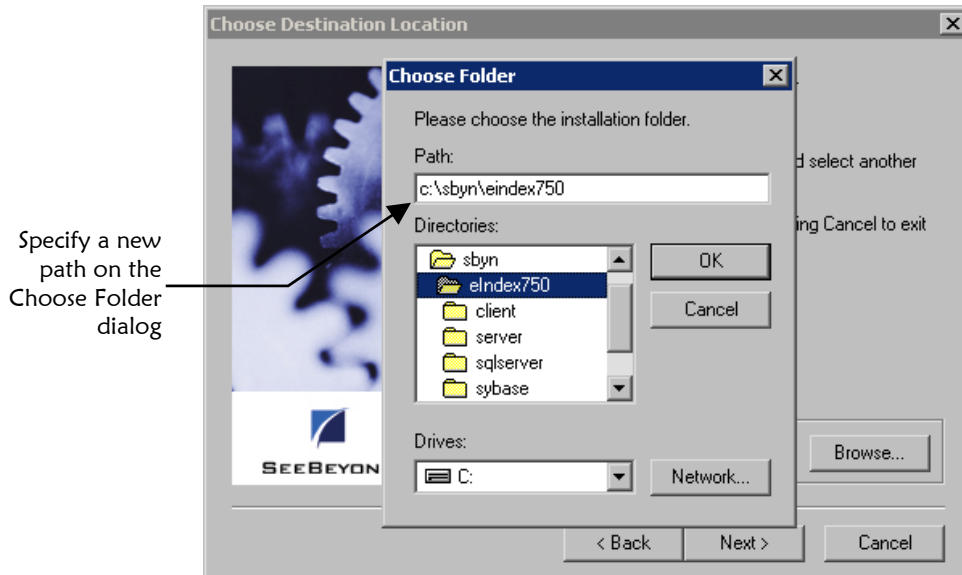 Choose Destination Location
Choose Folder
Please choose the installation folder.
Path:
c:\sbyn\eindex750
d select another
Directories:
ing Cancel to exit
Specify a new
path on the
Choose Folder
dialog
sbyn
eIndex750
client
server
sqlserver
sybase
OK
Cancel
Drives:
C:
Network...
Browse...
SEEBEYON
< Back
Next >
Cancel